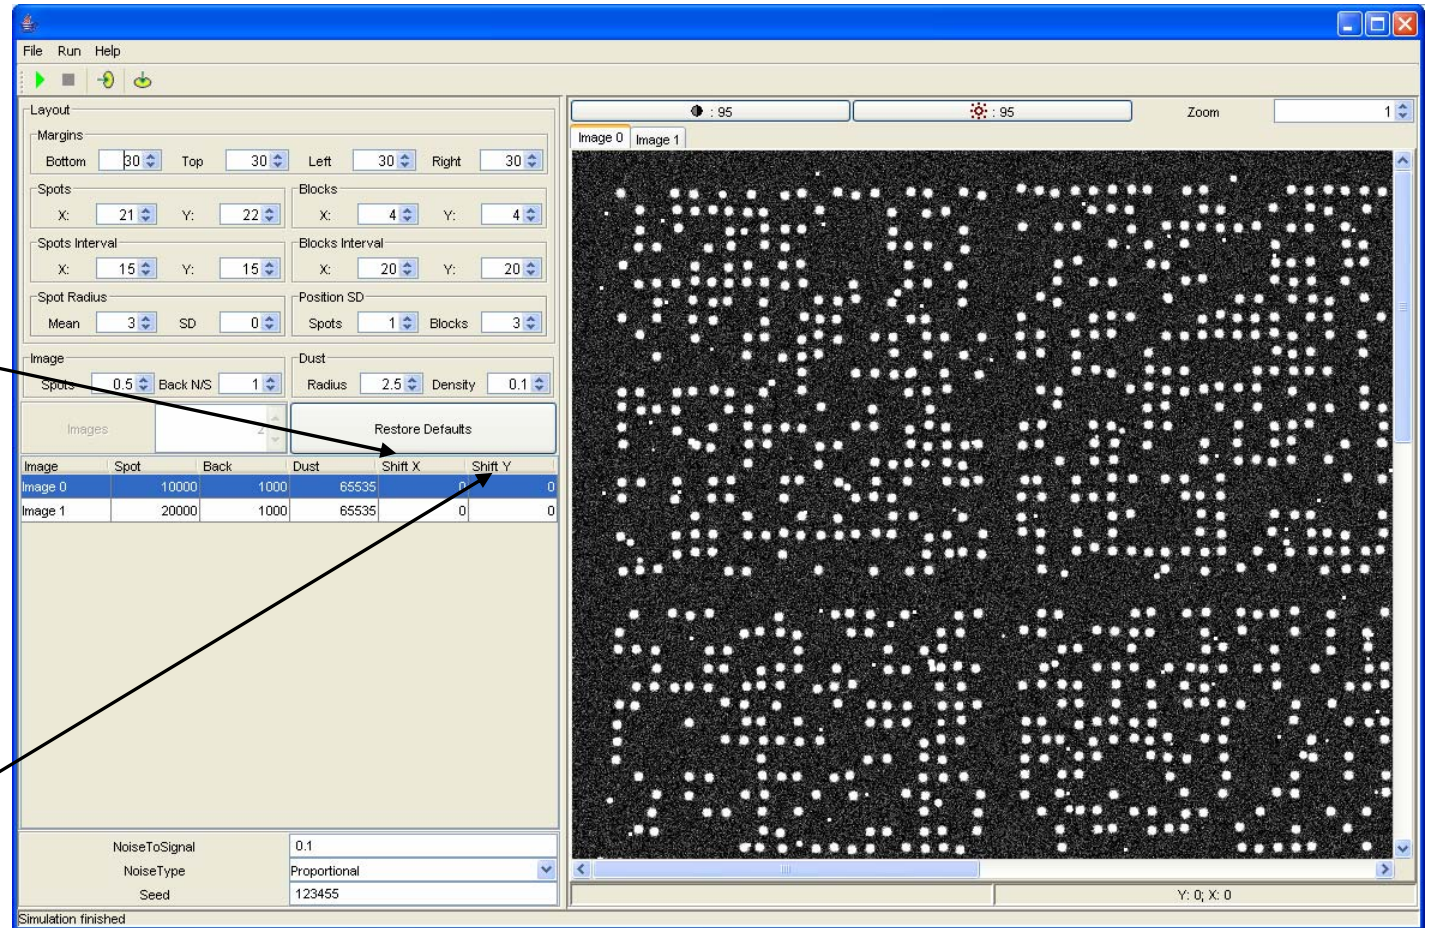 File Run Help
Layout
Margins
Bottom 30 Top 30 Left 30 Right 30
Spots Blocks
X: 21 Y: 22 X: 4 Y: 4
Spots Interval Blocks Interval
X: 15 Y: 15 X: 20 Y: 20
Spot Radius Position SD
Mean 3 SD 0 Spots 1 Blocks 3
Image Dust
Spots 0.5 Back N/S 1 Radius 2.5 Density 0.1
Images 2 Restore Defaults
Image Spot Back Dust Shift X Shift Y
Image 0 10000 1000 65535 0 0
Image 1 20000 1000 65535 0 0
NoiseToSignal 0.1
NoiseType Proportional
Seed 123455
Simulation finished
: 95 : 95 Zoom 1
Image 0 Image 1
Y: 0; X: 0